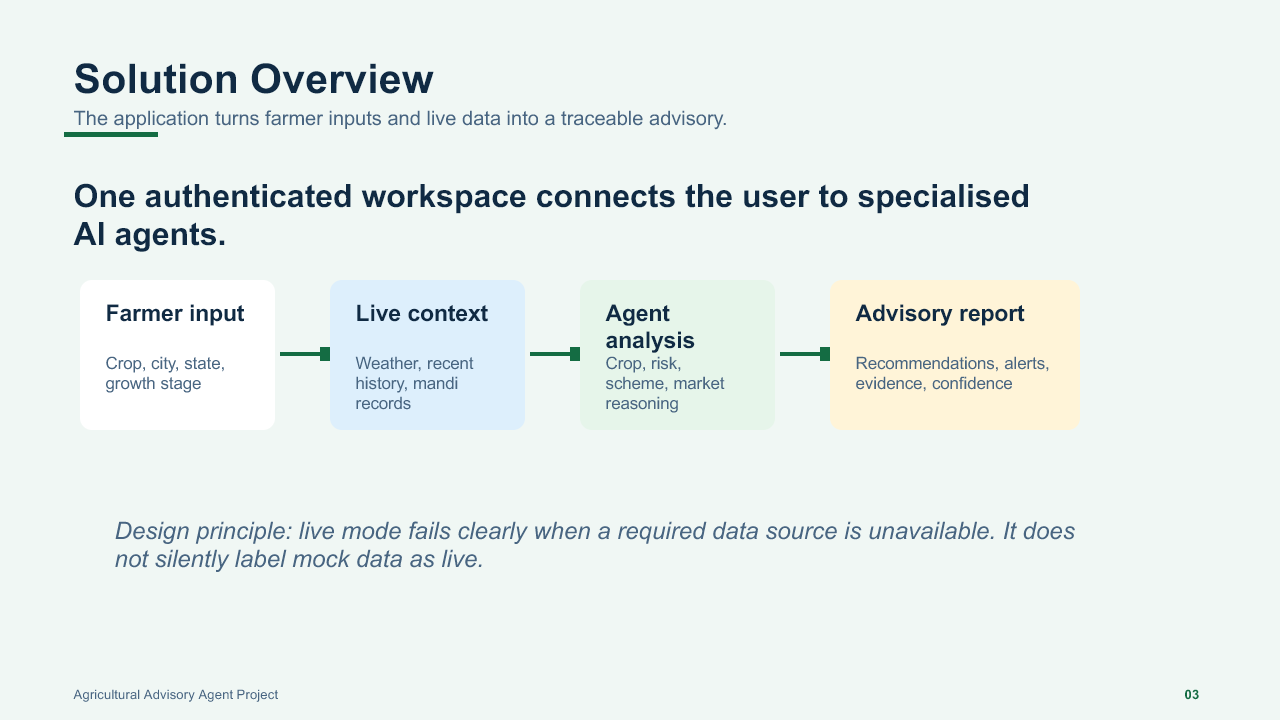 Solution Overview
The application turns farmer inputs and live data into a traceable advisory.
One authenticated workspace connects the user to specialised
AI agents.
Farmer input
Crop, city, state,
growth stage
Live context
Weather, recent
history, mandi
records
Agent
analysis
Crop, risk,
scheme, market
reasoning
Advisory report
Recommendations, alerts,
evidence, confidence
Design principle: live mode fails clearly when a required data source is unavailable. It does
not silently label mock data as live.
Agricultural Advisory Agent Project
03